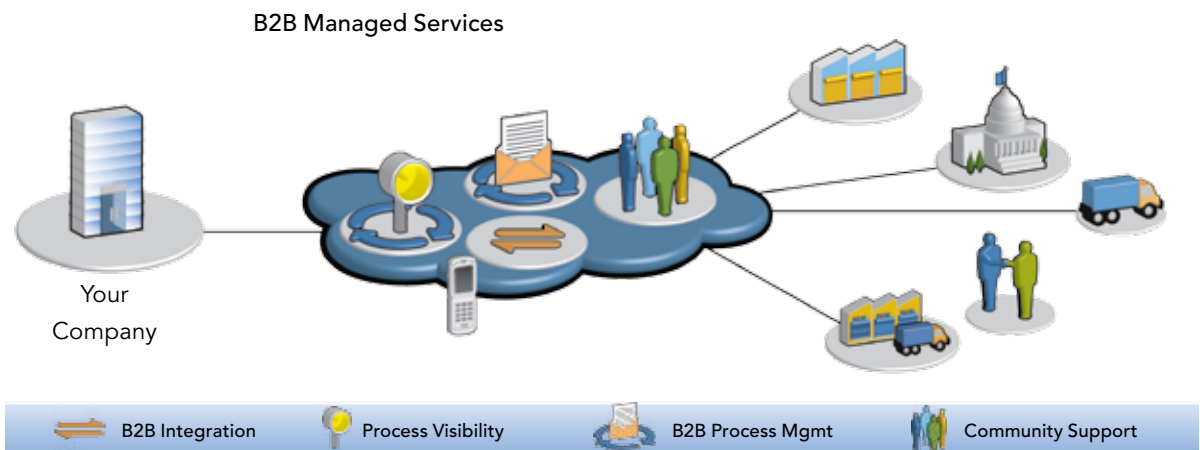 B2B Managed Services
Your
Company
B2B Integration
Process Visibility
B2B Process Mgmt
Community Support